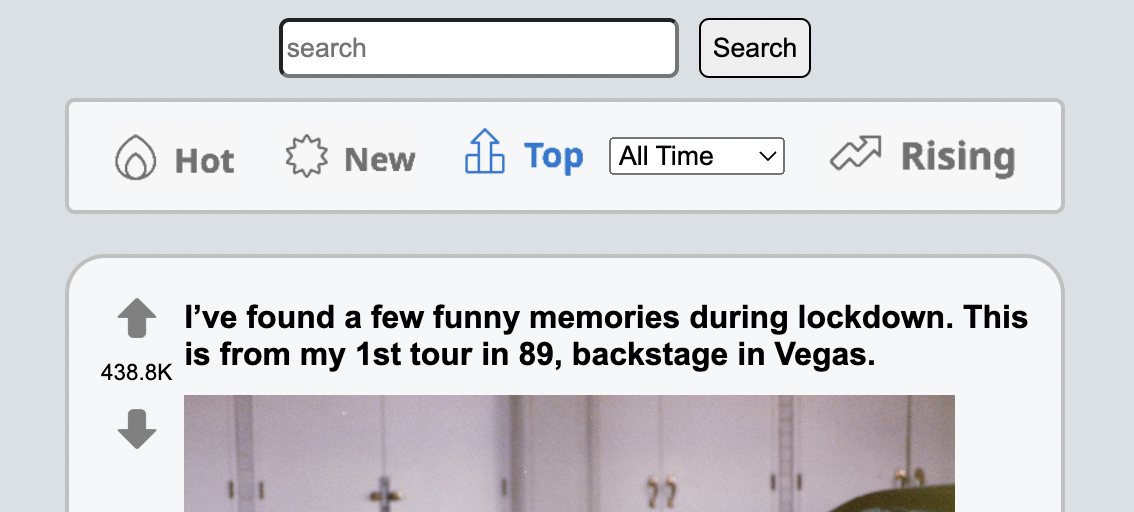 search Search
Hot New Top All Time Rising
I’ve found a few funny memories during lockdown. This
is from my 1st tour in 89, backstage in Vegas.
438.8K